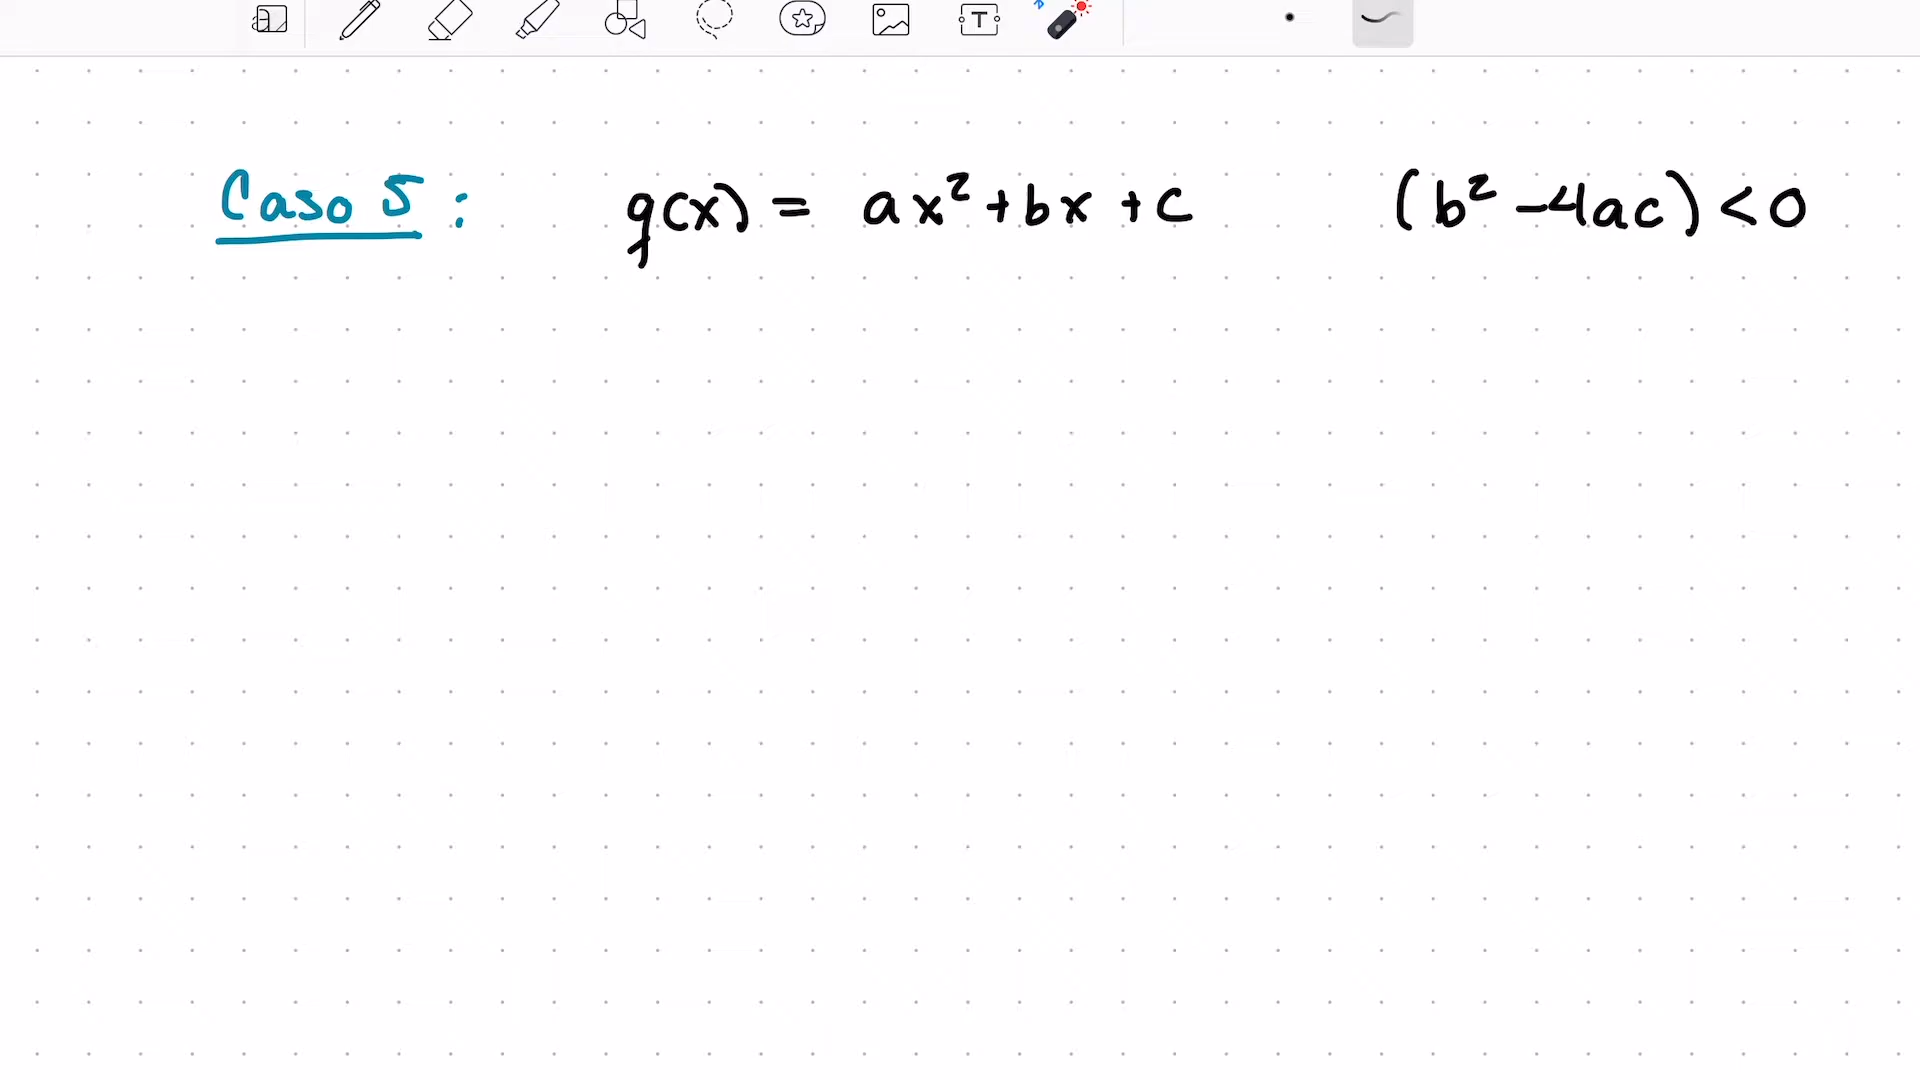 Caso 5: q(x) = ax² + bx + c (b² - 4ac) < 0